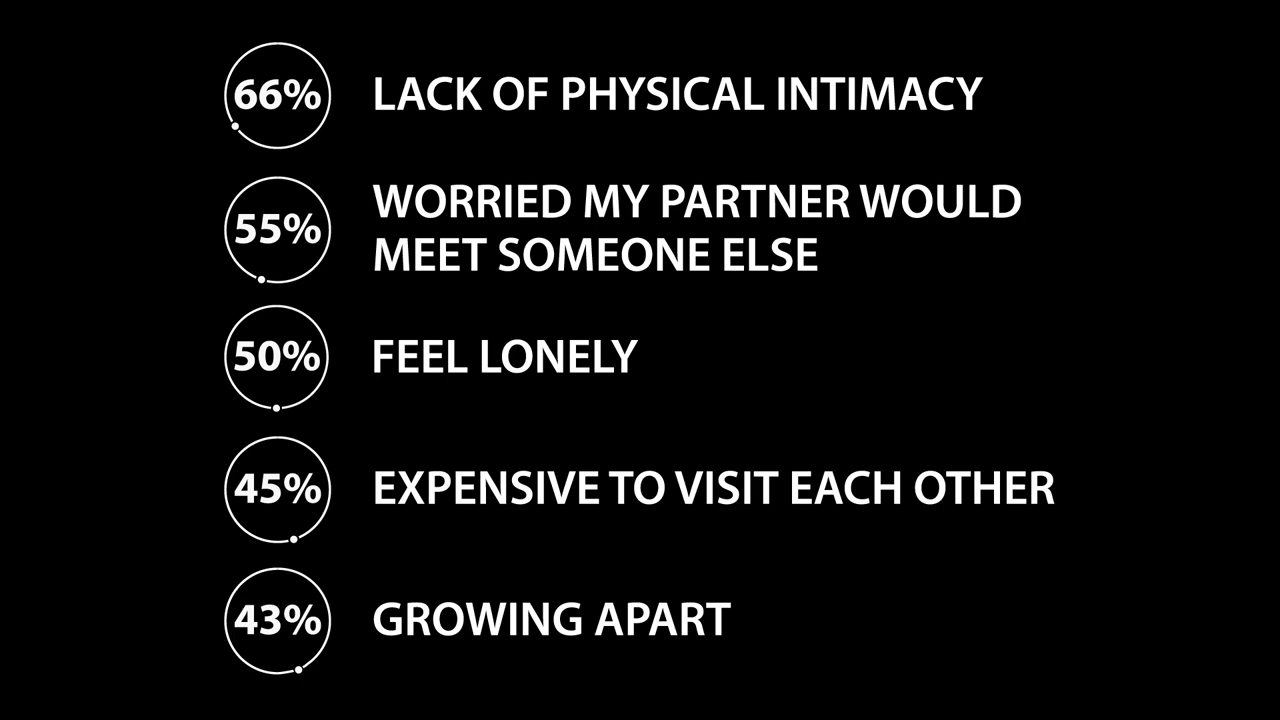 66% LACK OF PHYSICAL INTIMACY
55% WORRIED MY PARTNER WOULD
MEET SOMEONE ELSE
50% FEEL LONELY
45% EXPENSIVE TO VISIT EACH OTHER
43% GROWING APART